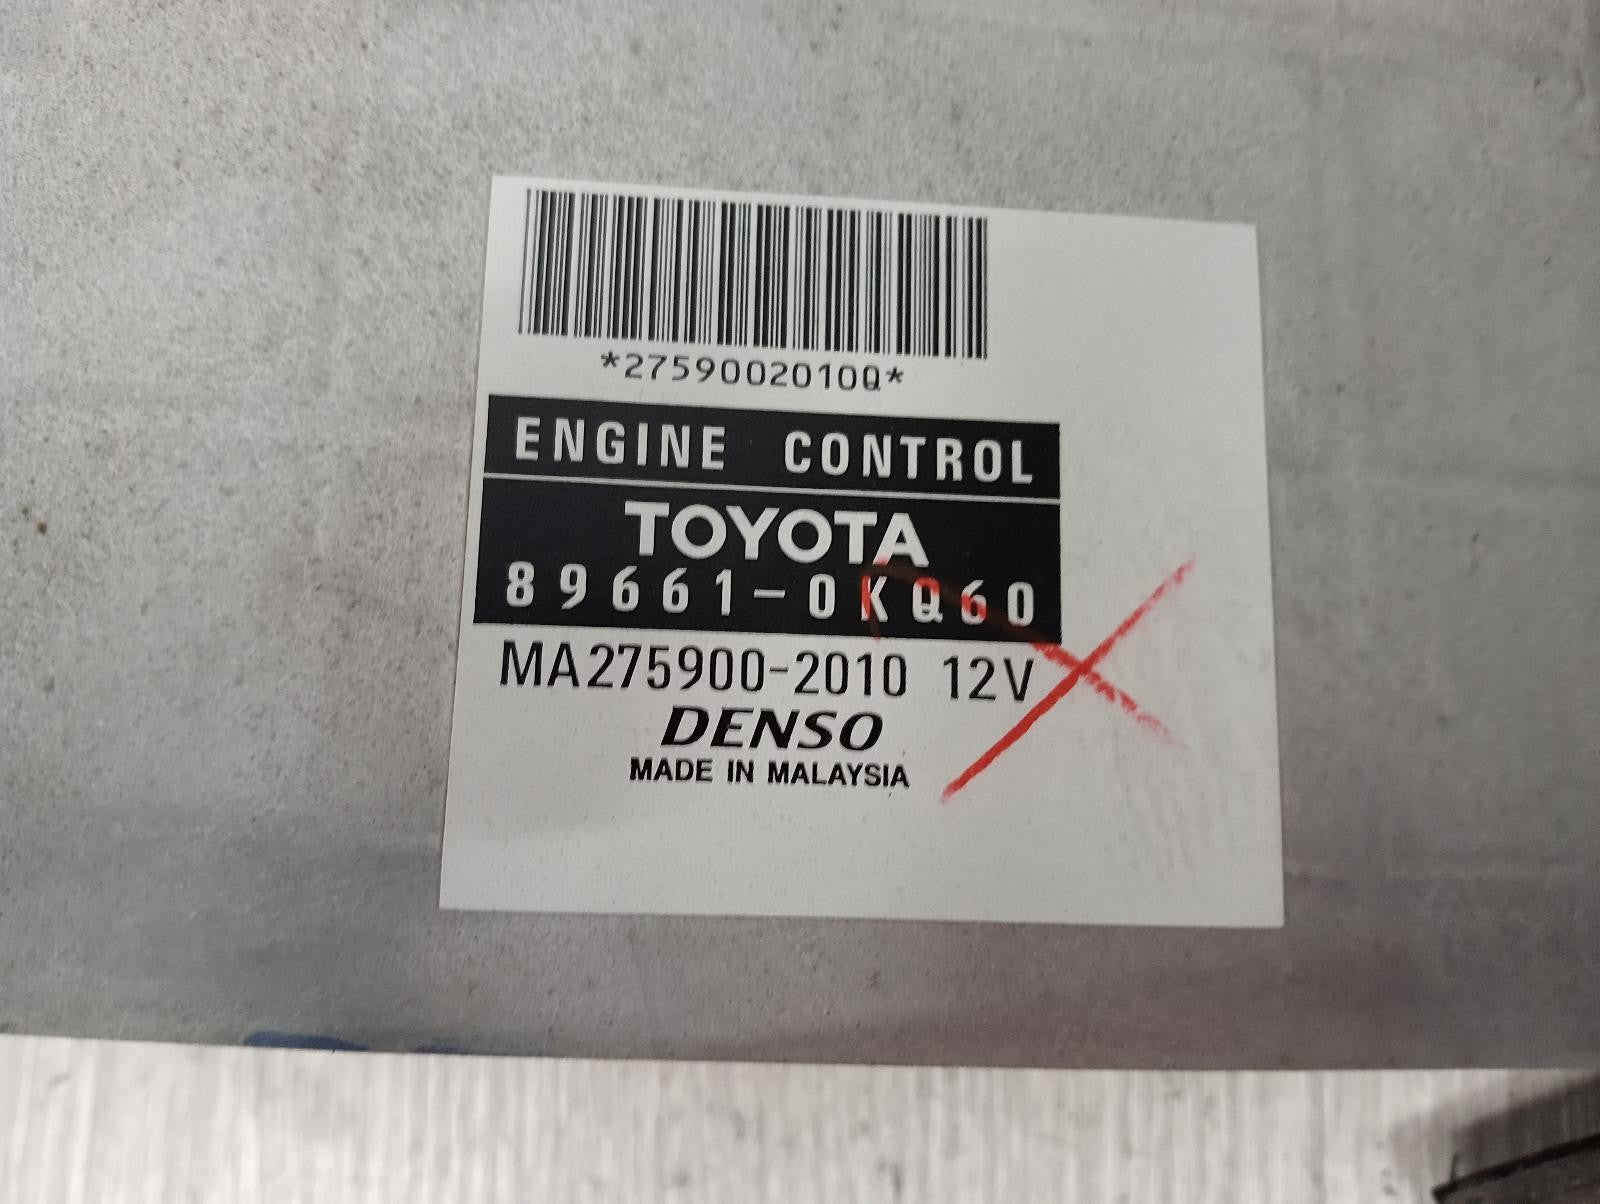 *27590020100*
ENGINE CONTROL
TOYOTA
89661-0KQ60
MA275900-2010 12V
DENSO
MADE IN MALAYSIA